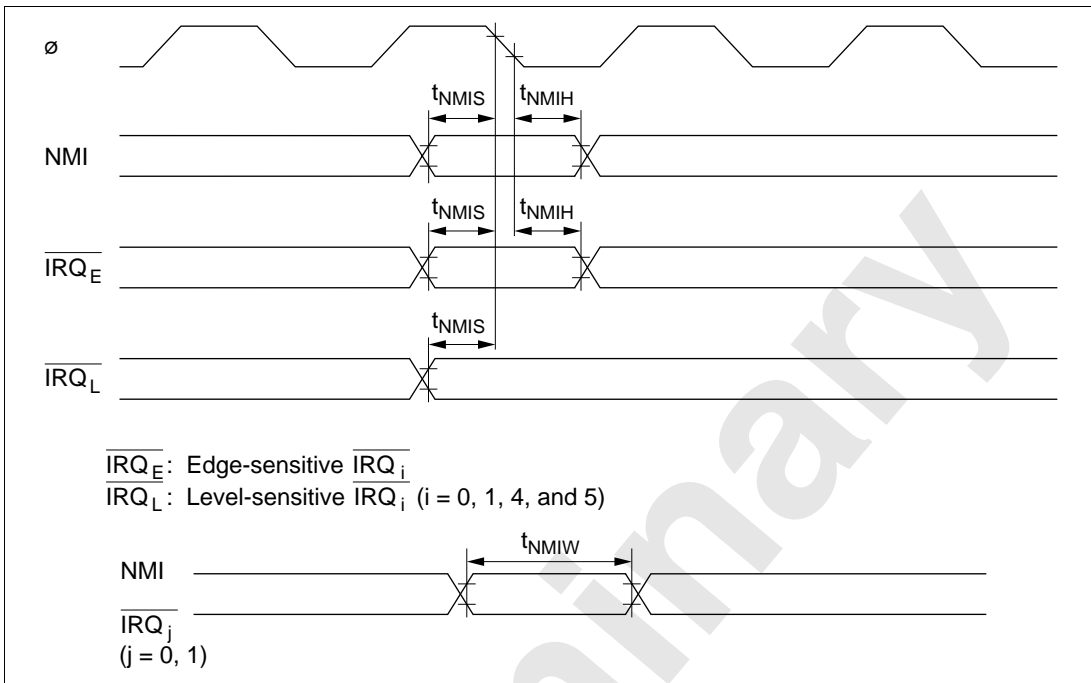 ø
tNMIS tNMIH
NMI
tNMIS tNMIH
IRQE
tNMIS
IRQL
IRQE: Edge-sensitive IRQi
IRQL: Level-sensitive IRQi (i = 0, 1, 4, and 5)
tNMIW
NMI
IRQj
(j = 0, 1)
inary